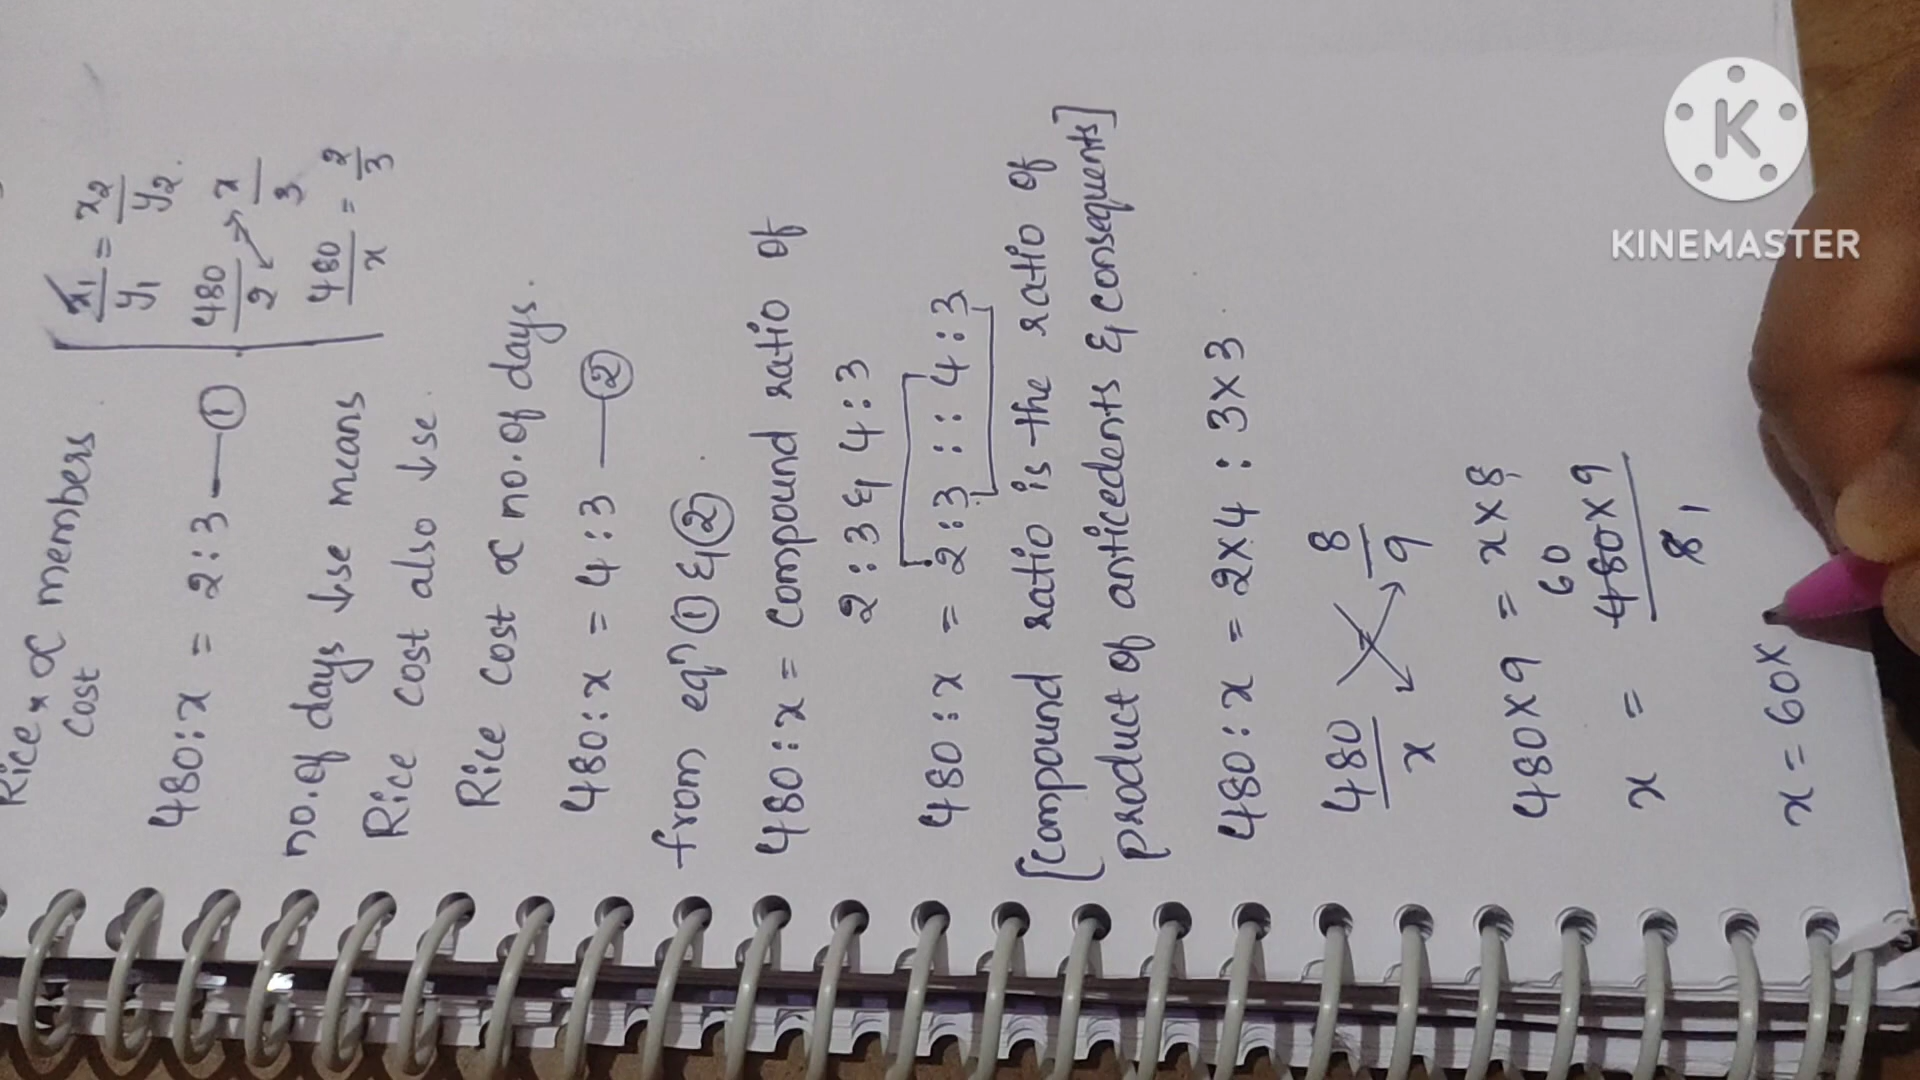 Rice ∝ members
cost
x₁/y₁ = x₂/y₂
480 : x = 2 : 3 — ①
480/2 x/3
no. of days ↓se means
480/x = 2/3
Rice cost also ↓se
Rice cost ∝ no. of days.
480 : x = 4 : 3 — ②
from eqⁿ ① & ②
480 : x = compound ratio of
2 : 3 & 4 : 3
480 : x = 2 : 3 :: 4 : 3
[compound ratio is the ratio of
product of anticedents & consequents]
480 : x = 2 x 4 : 3 x 3
480/x = 8/9
480 x 9 = x x 8
60
x = 480 x 9 / 8 1
x = 60x
K
KINEMASTER